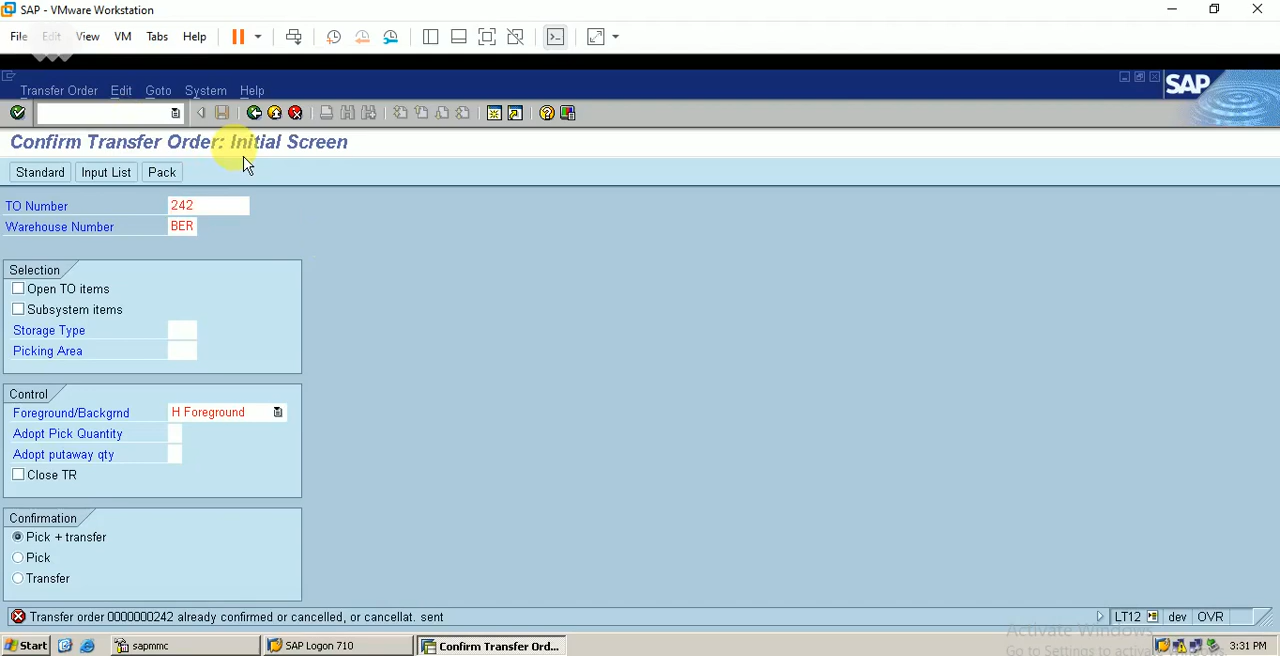 SAP - VMware Workstation
File Edit View VM Tabs Help
Transfer Order Edit Goto System Help
SAP
Confirm Transfer Order: Initial Screen
Standard Input List Pack
TO Number 242
Warehouse Number BER
Selection
Open TO items
Subsystem items
Storage Type
Picking Area
Control
Foreground/Backgrnd H Foreground
Adopt Pick Quantity
Adopt putaway qty
Close TR
Confirmation
Pick + transfer
Pick
Transfer
Transfer order 0000000242 already confirmed or cancelled, or cancellat. sent LT12 dev OVR
Activate Windows
Go to Settings to activate
Start sapmmc SAP Logon 710 Confirm Transfer Ord... 3:31 PM